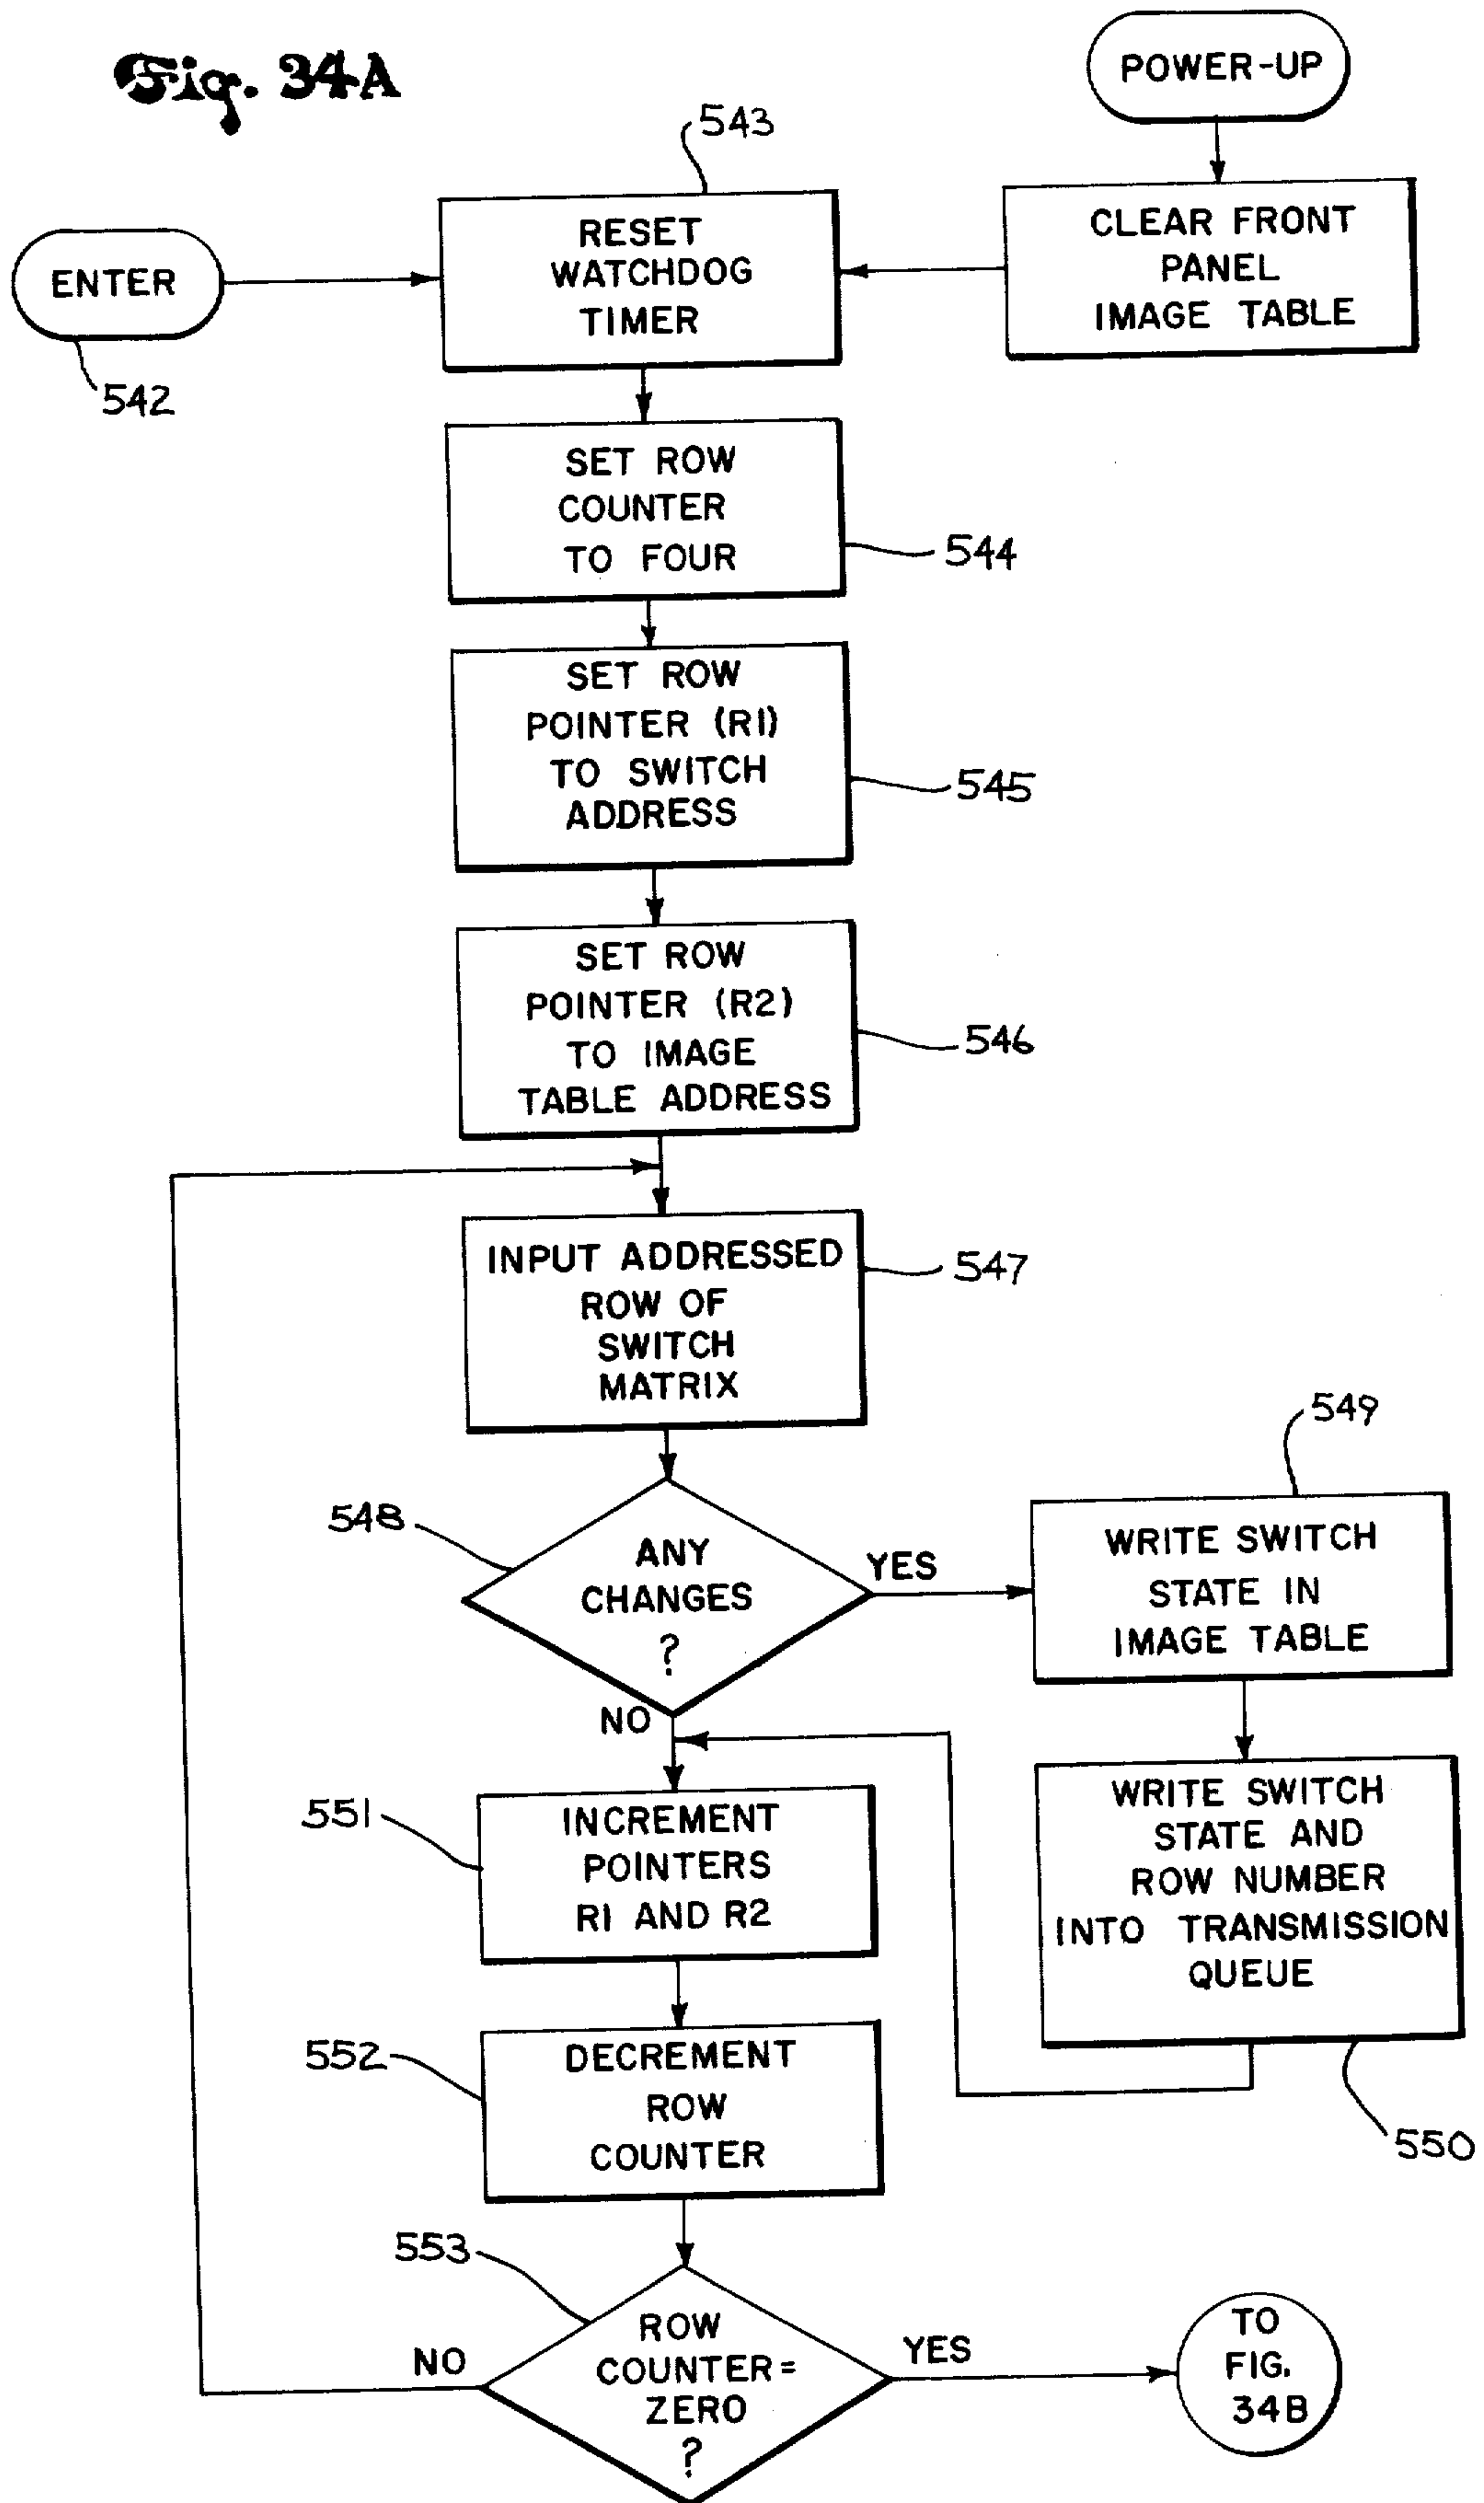 Fig. 34A
POWER-UP
543
ENTER
542
RESET
WATCHDOG
TIMER
CLEAR FRONT
PANEL
IMAGE TABLE
SET ROW
COUNTER
TO FOUR
544
SET ROW
POINTER (R1)
TO SWITCH
ADDRESS
545
SET ROW
POINTER (R2)
TO IMAGE
TABLE ADDRESS
546
INPUT ADDRESSED
ROW OF
SWITCH
MATRIX
547
548
ANY
CHANGES
?
YES
NO
549
WRITE SWITCH
STATE IN
IMAGE TABLE
WRITE SWITCH
STATE AND
ROW NUMBER
INTO TRANSMISSION
QUEUE
550
551
INCREMENT
POINTERS
R1 AND R2
552
DECREMENT
ROW
COUNTER
553
ROW
COUNTER=
ZERO
?
NO
YES
TO
FIG.
34B